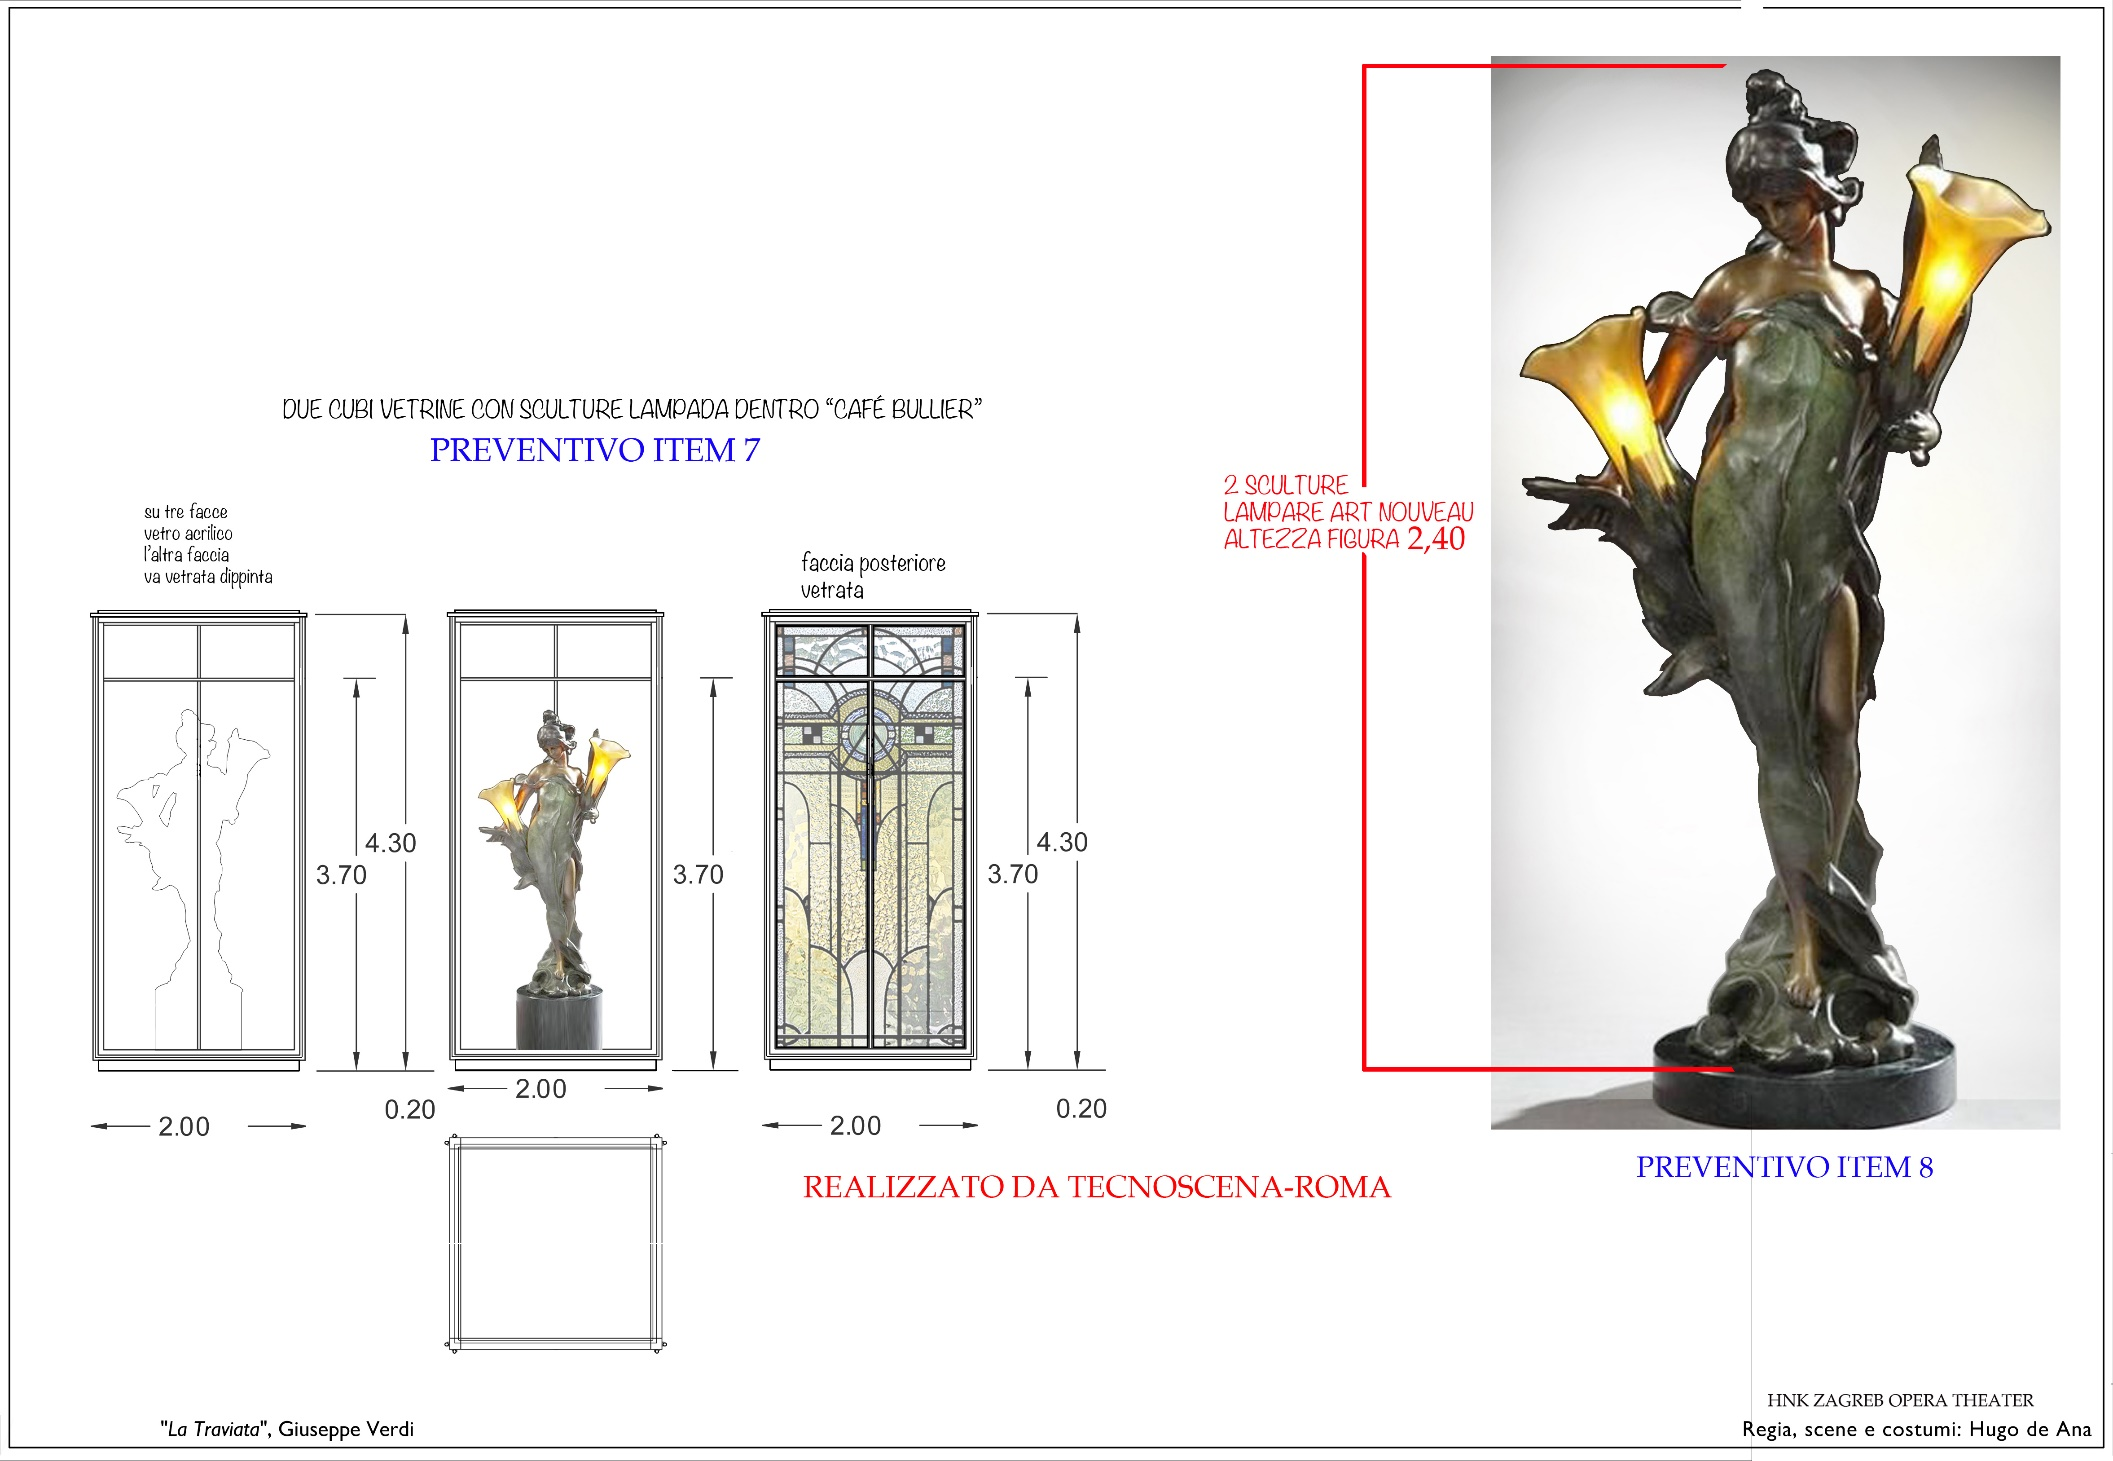 DUE CUBI VETRINE CON SCULTURE LAMPADA DENTRO “CAFÉ BULLIER”
PREVENTIVO ITEM 7
su tre facce
vetro acrilico
l'altra faccia
va vetrata dippinta
faccia posteriore
vetrata
2 SCULTURE
LAMPARE ART NOUVEAU
ALTEZZA FIGURA 2,40
4.30
3.70
3.70
4.30
3.70
2.00
0.20
2.00
2.00
0.20
REALIZZATO DA TECNOSCENA-ROMA
PREVENTIVO ITEM 8
HNK ZAGREB OPERA THEATER
"La Traviata", Giuseppe Verdi
Regia, scene e costumi: Hugo de Ana